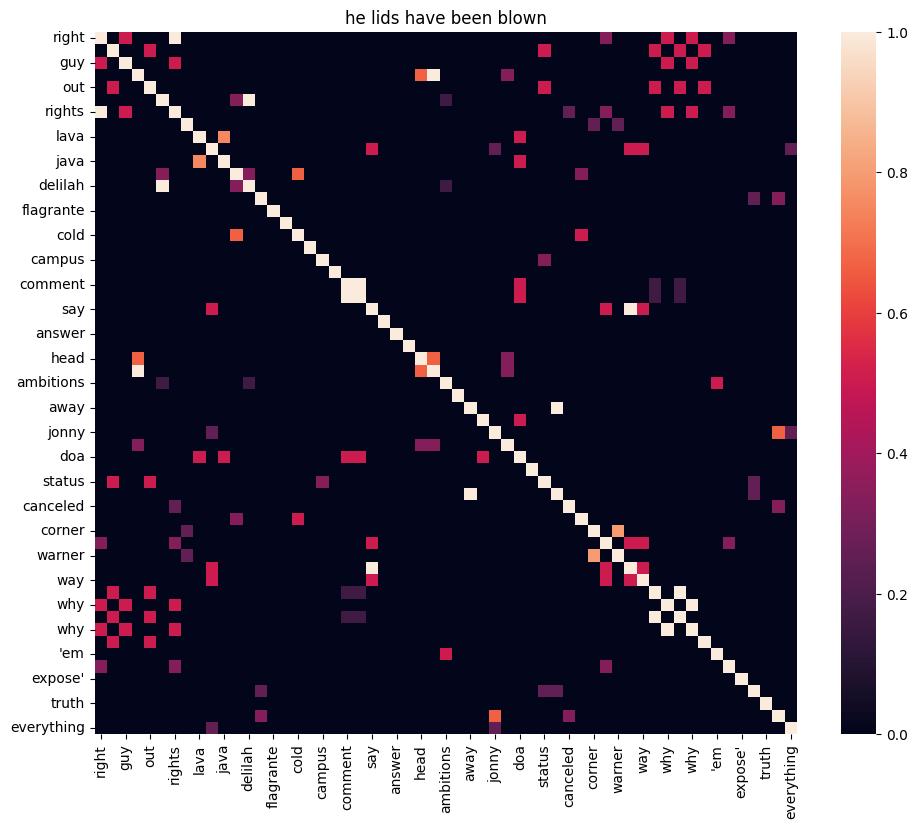 he lids have been blown
right
guy
out
rights
lava
java
delilah
flagrante
cold
campus
comment
say
answer
head
ambitions
away
jonny
doa
status
canceled
corner
warner
way
why
why
'em
expose'
truth
everything
right
guy
out
rights
lava
java
delilah
flagrante
cold
campus
comment
say
answer
head
ambitions
away
jonny
doa
status
canceled
corner
warner
way
why
why
'em
expose'
truth
everything
1.0
0.8
0.6
0.4
0.2
0.0